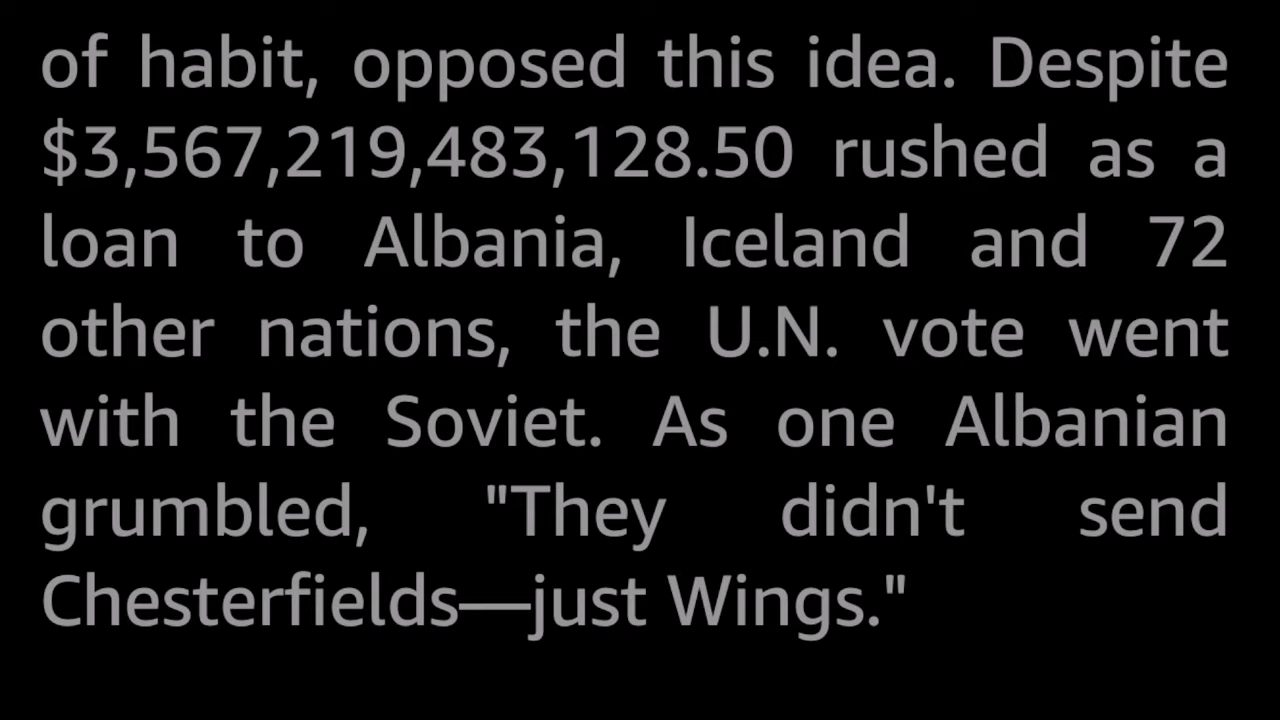 of habit, opposed this idea. Despite
$3,567,219,483,128.50 rushed as a
loan to Albania, Iceland and 72
other nations, the U.N. vote went
with the Soviet. As one Albanian
grumbled, "They didn't send
Chesterfields—just Wings."